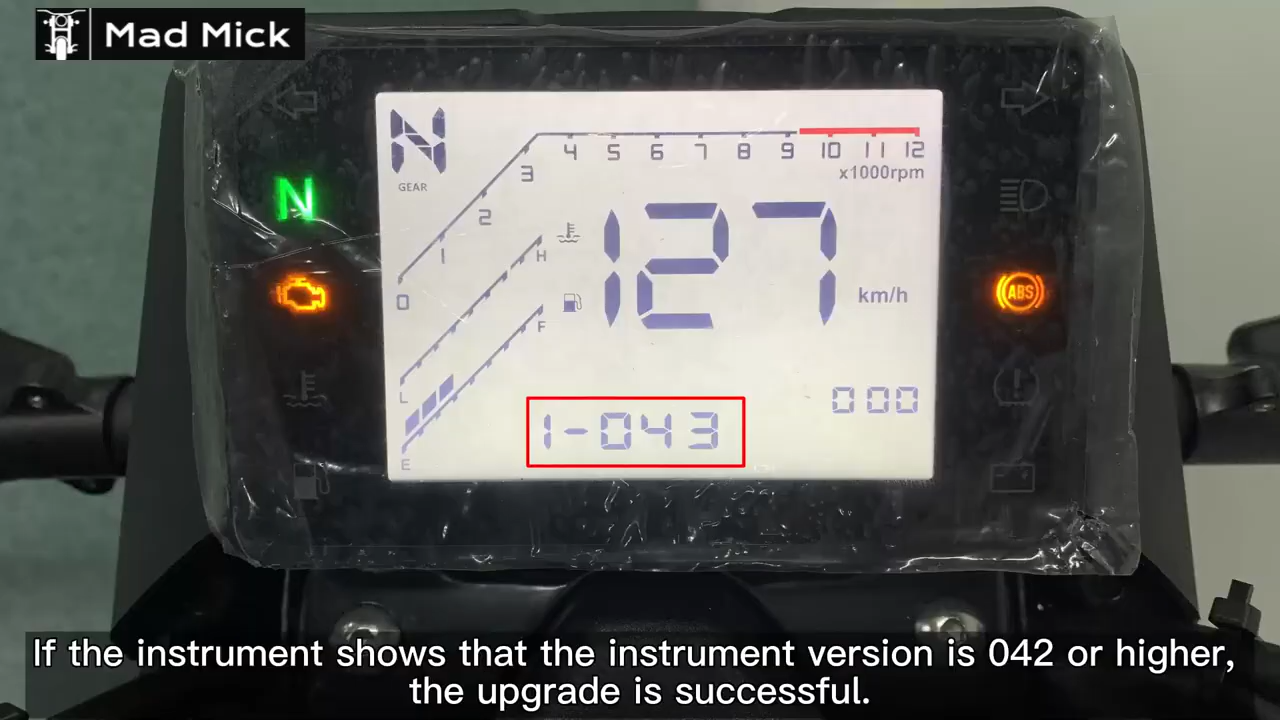 Mad Mick
N
GEAR
0 1 2 3 4 5 6 7 8 9 10 11 12
x1000rpm
N
H
127
km/h
F
ABS
L
000
1-043
E
If the instrument shows that the instrument version is 042 or higher,
the upgrade is successful.